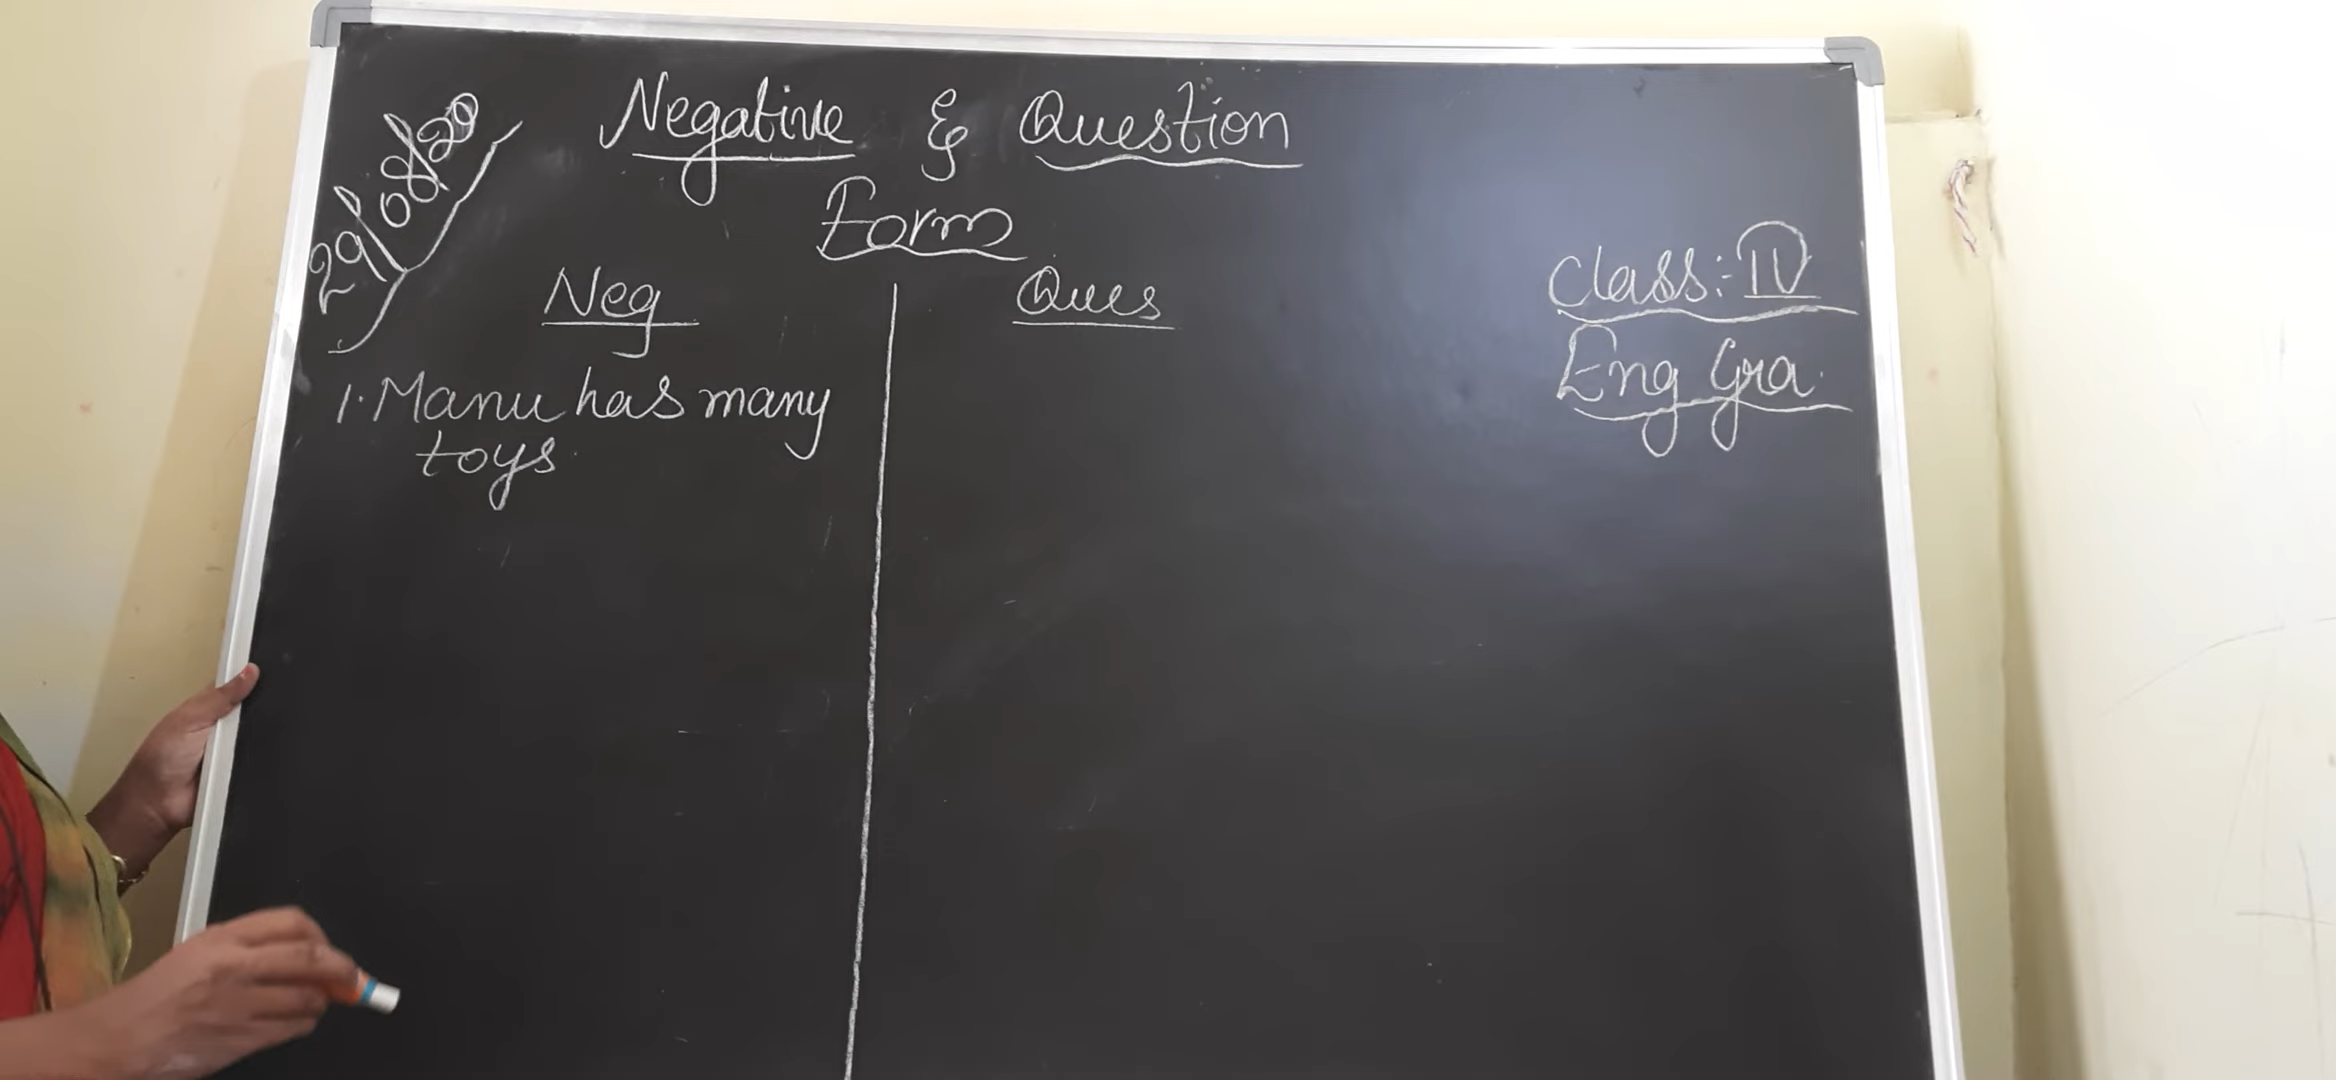 29/08/20
Negative & Question
Form
Class:- IV
Eng Gra.
Neg
Ques
1. Manu has many
toys.